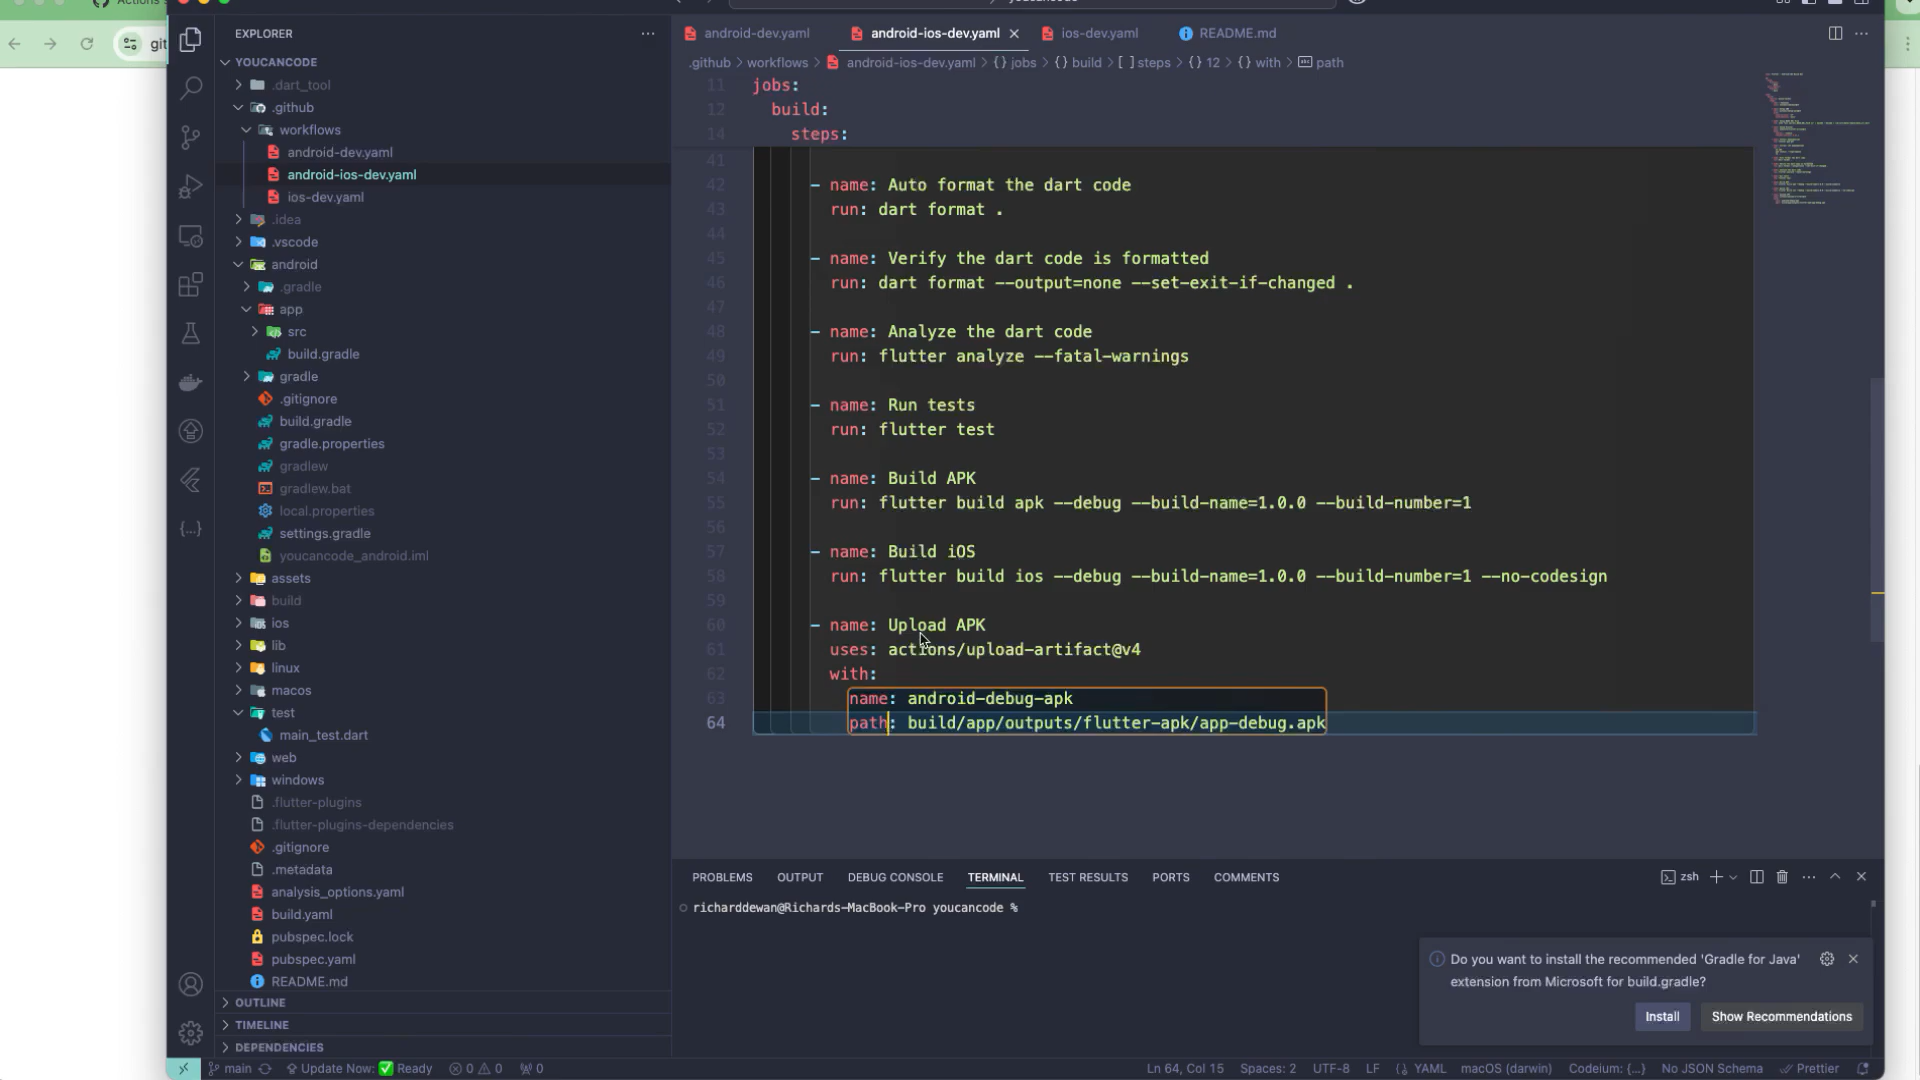 Actions
git
EXPLORER
YOUCANCODE
.dart_tool
.github
workflows
android-dev.yaml
android-ios-dev.yaml
ios-dev.yaml
.idea
.vscode
android
.gradle
app
src
build.gradle
gradle
.gitignore
build.gradle
gradle.properties
gradlew
gradlew.bat
local.properties
settings.gradle
youcancode_android.iml
assets
build
ios
lib
linux
macos
test
main_test.dart
web
windows
.flutter-plugins
.flutter-plugins-dependencies
.gitignore
.metadata
analysis_options.yaml
build.yaml
pubspec.lock
pubspec.yaml
README.md
OUTLINE
TIMELINE
DEPENDENCIES
android-dev.yaml android-ios-dev.yaml ios-dev.yaml README.md
.github workflows android-ios-dev.yaml {} jobs {} build [ ] steps {} 12 {} with path
11 jobs:
12 build:
14 steps:
41
42 - name: Auto format the dart code
43 run: dart format .
44
45 - name: Verify the dart code is formatted
46 run: dart format --output=none --set-exit-if-changed .
47
48 - name: Analyze the dart code
49 run: flutter analyze --fatal-warnings
50
51 - name: Run tests
52 run: flutter test
53
54 - name: Build APK
55 run: flutter build apk --debug --build-name=1.0.0 --build-number=1
56
57 - name: Build iOS
58 run: flutter build ios --debug --build-name=1.0.0 --build-number=1 --no-codesign
59
60 - name: Upload APK
61 uses: actions/upload-artifact@v4
62 with:
63 name: android-debug-apk
64 path: build/app/outputs/flutter-apk/app-debug.apk
PROBLEMS OUTPUT DEBUG CONSOLE TERMINAL TEST RESULTS PORTS COMMENTS
zsh
richarddewan@Richards-MacBook-Pro youcancode %
Do you want to install the recommended 'Gradle for Java'
extension from Microsoft for build.gradle?
Install Show Recommendations
main Update Now: Ready 0 0 0 Ln 64, Col 15 Spaces: 2 UTF-8 LF YAML macOS (darwin) Codeium: {...} No JSON Schema Prettier